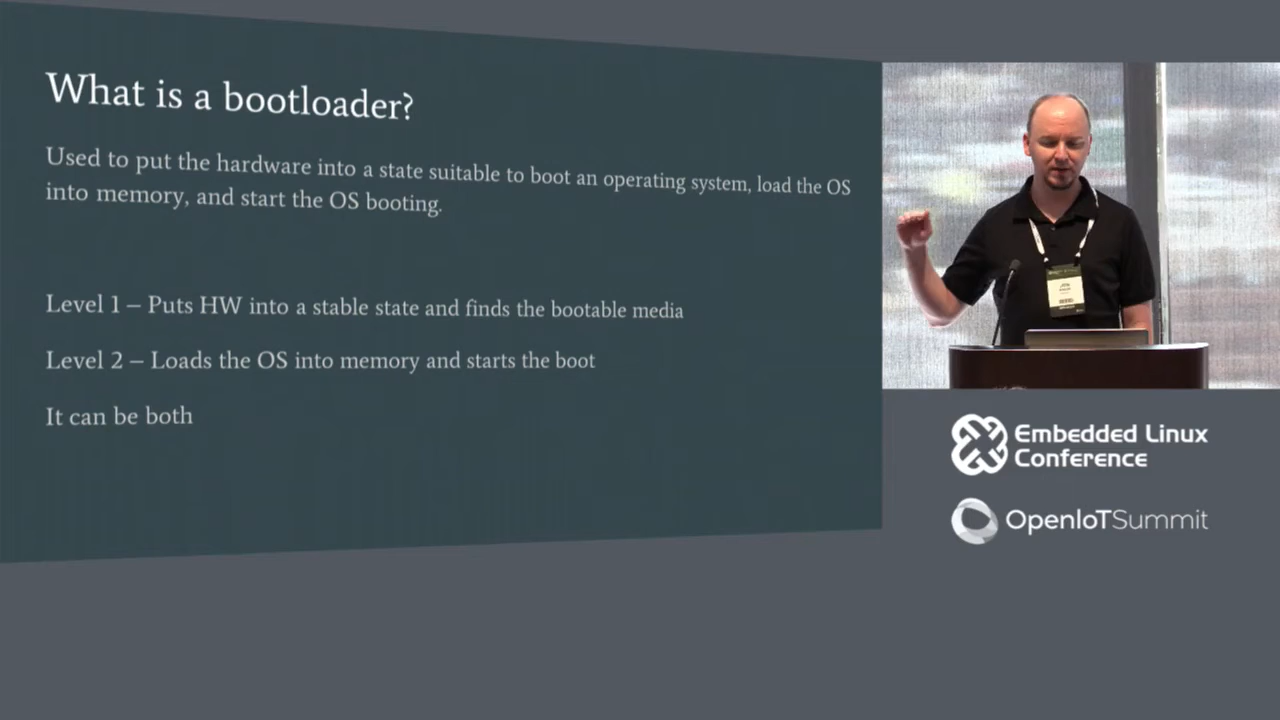 What is a bootloader?
Used to put the hardware into a state suitable to boot an operating system, load the OS
into memory, and start the OS booting.
Level 1 – Puts HW into a stable state and finds the bootable media
Level 2 – Loads the OS into memory and starts the boot
It can be both
Embedded Linux
Conference
OpenIoTSummit